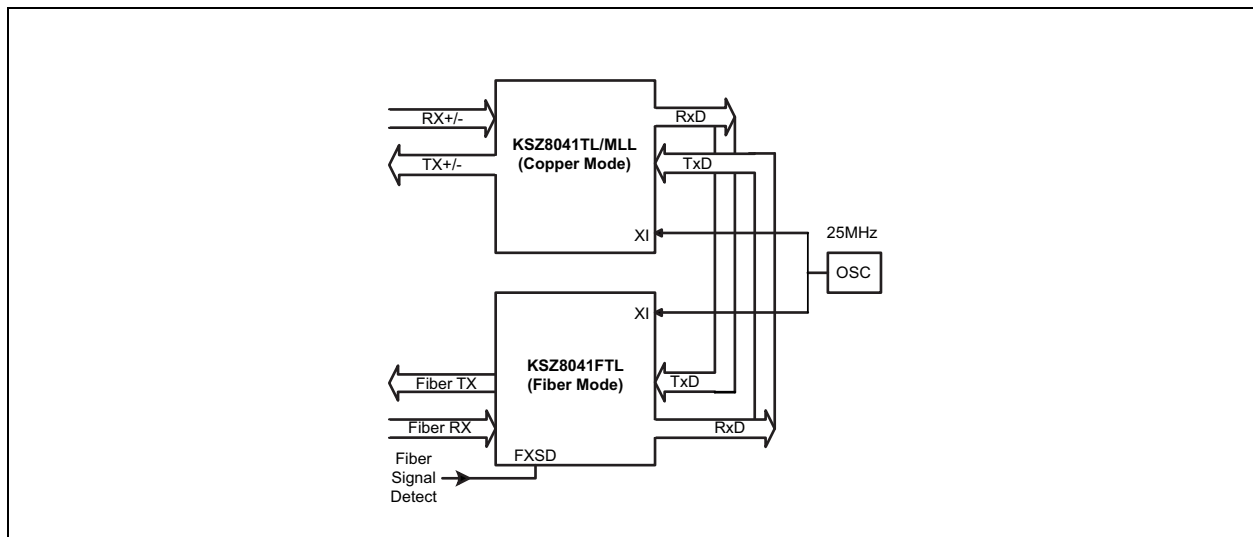 RX+/-
TX+/-
KSZ8041TL/MLL
(Copper Mode)
RxD
TxD
XI
25MHz
OSC
XI
KSZ8041FTL
(Fiber Mode)
Fiber TX
TxD
Fiber RX
RxD
FXSD
Fiber
Signal
Detect